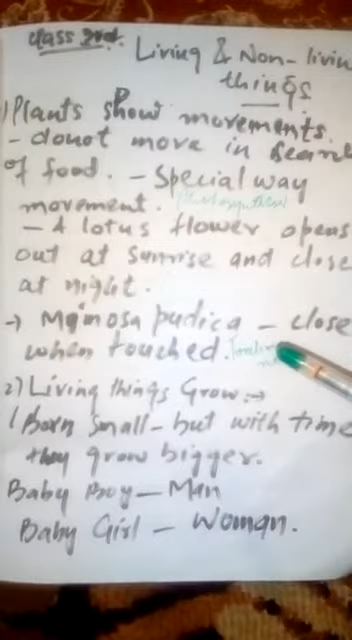 class 2nd.
Living & Non-living
things
1) Plants show movements.
- donot move in Search
of food. - Special way
movement. (Photosynthesis)
- A lotus flower opens
out at sunrise and close
at night.
→ Mimosa pudica - close
when touched.
2) Living things Grow:→
(Born small - but with time
they grow bigger.
Baby Boy - Man
Baby Girl - Woman.